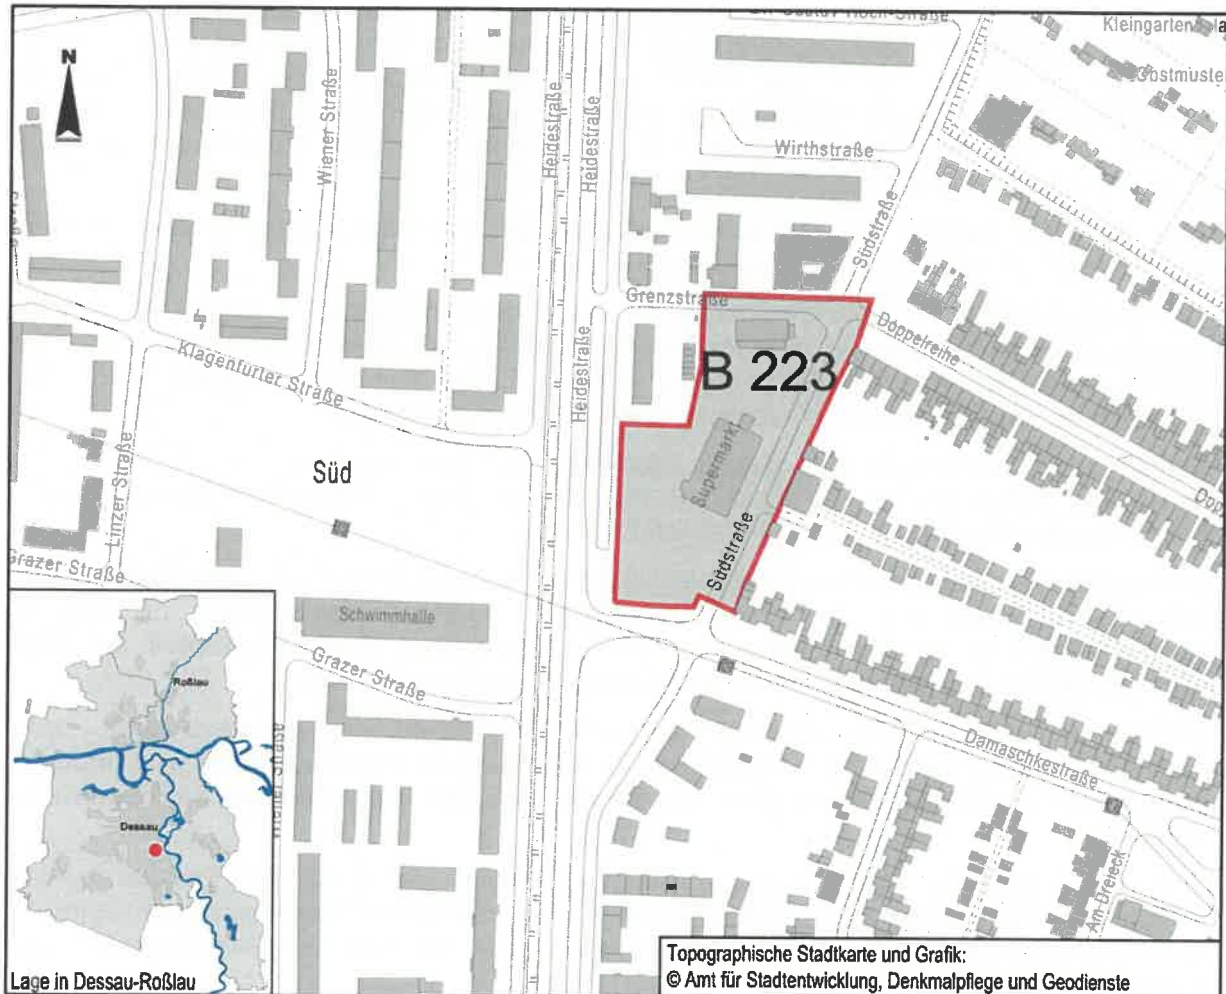 Kleingarten
Obstmuste
N
Wiener Straße
Heidestraße
Heidestraße
Wirthstraße
Südstraße
Grenzstraße
Doppelreihe
B 223
Klagenfurter Straße
Heidestraße
Supermarkt
Süd
Linzer Straße
Südstraße
Grazer Straße
Schwimmhalle
Grazer Straße
Roßlau
Dessau
Damaschkestraße
Am Dreieck
Lage in Dessau-Roßlau
Topographische Stadtkarte und Grafik:
© Amt für Stadtentwicklung, Denkmalpflege und Geodienste